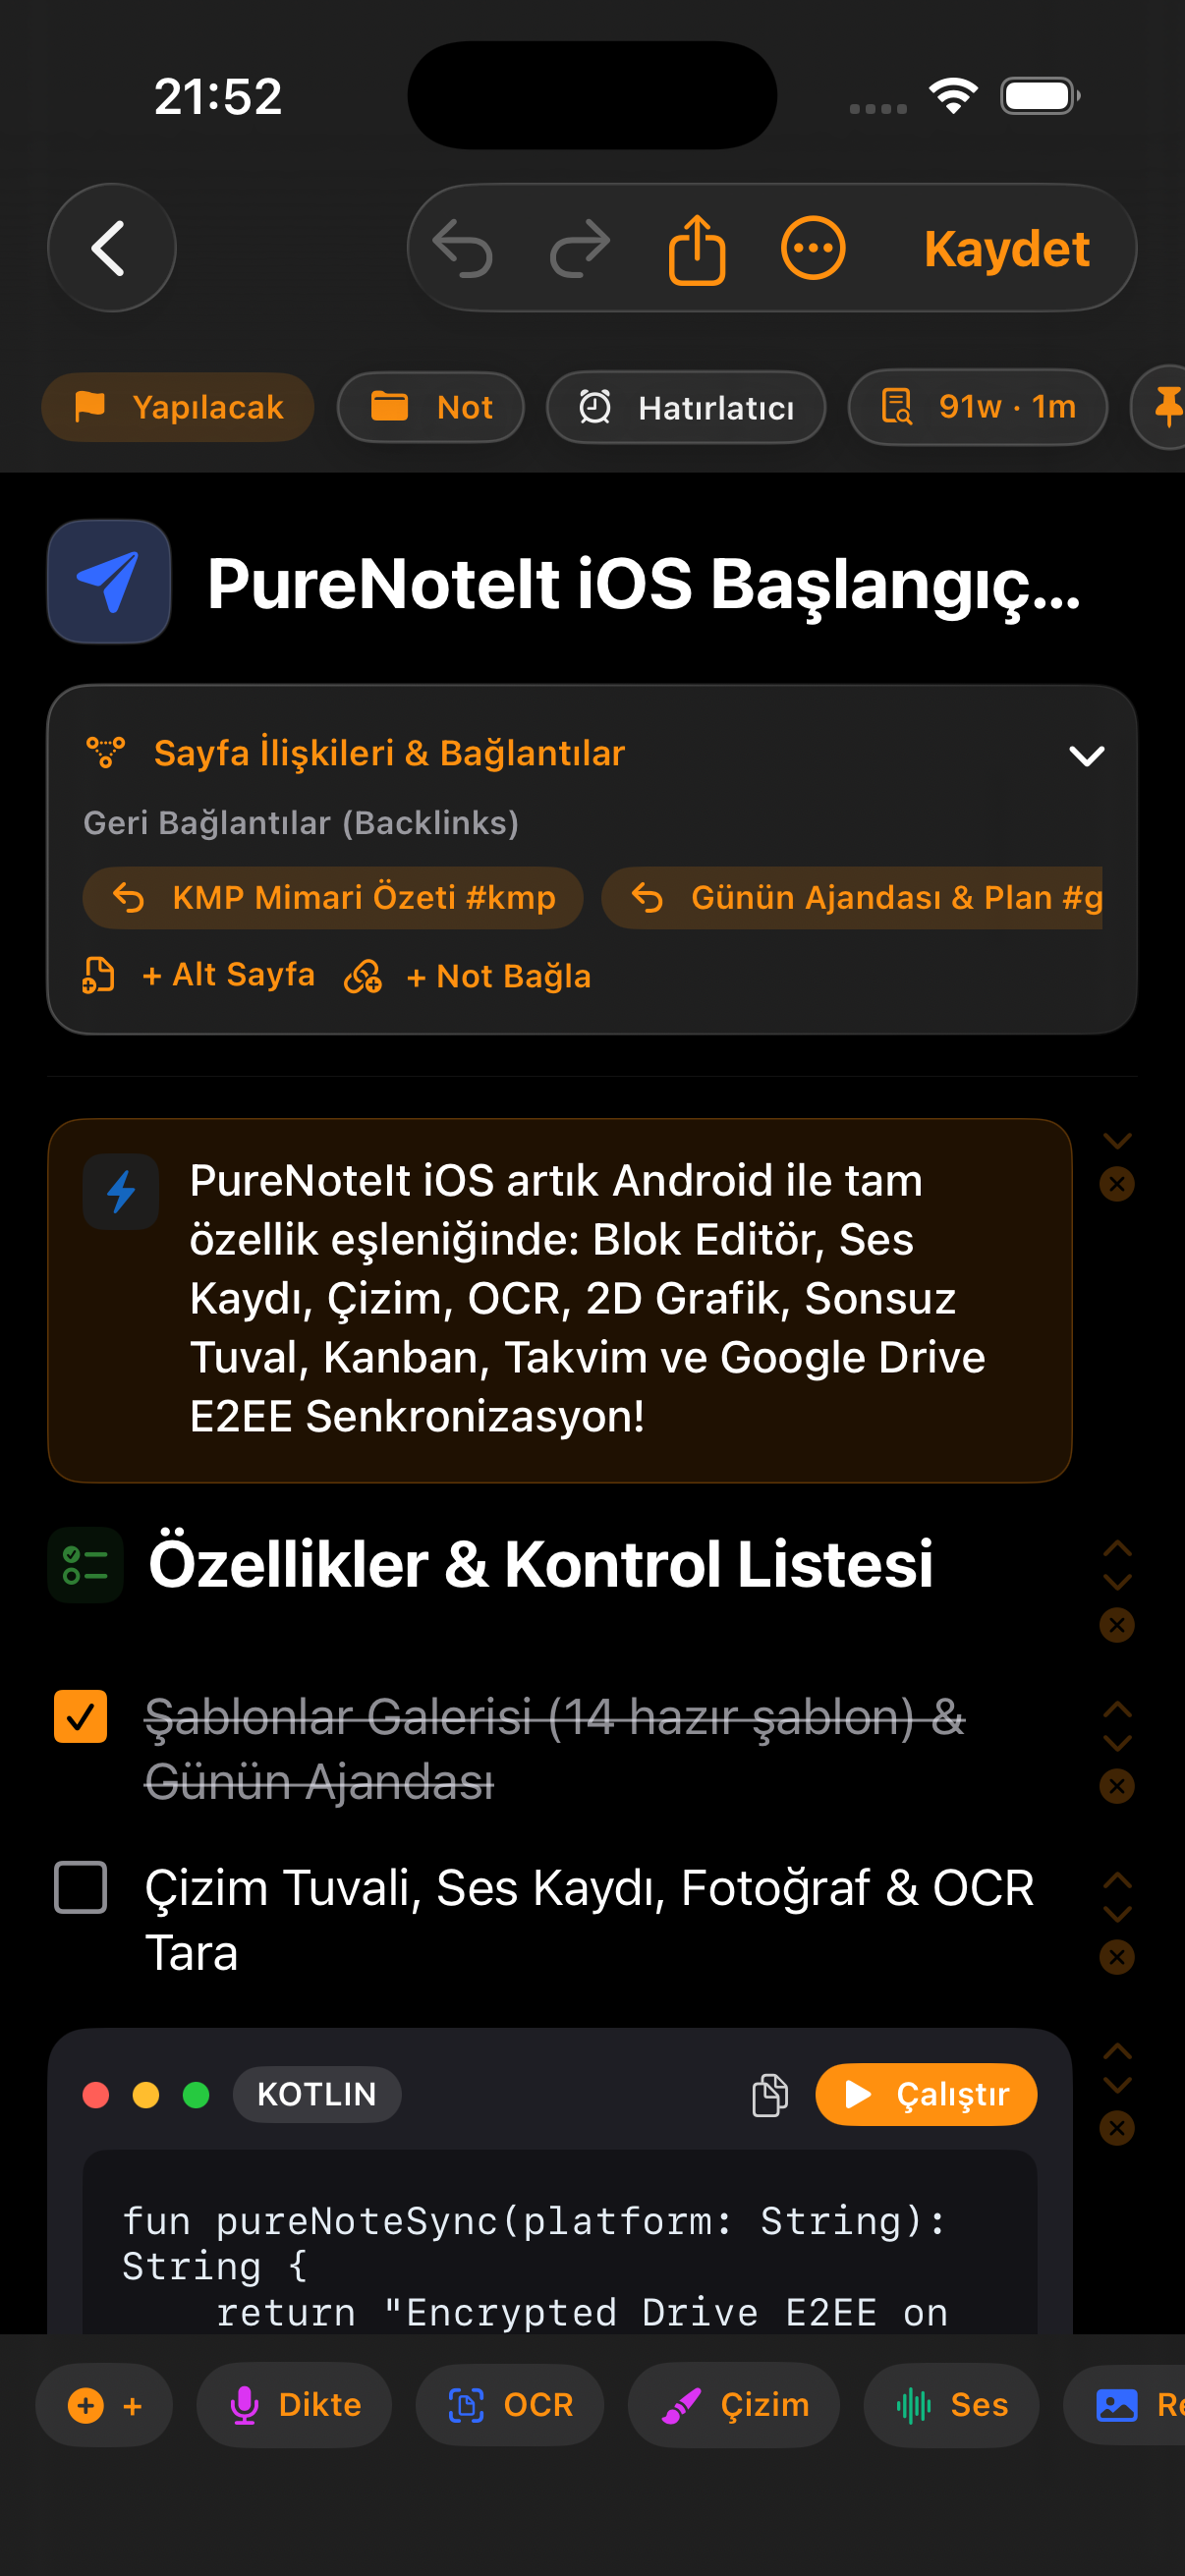 21:52
Kaydet
Yapılacak
Not
Hatırlatıcı
91w · 1m
PureNoteIt iOS Başlangıç...
Sayfa İlişkileri & Bağlantılar
Geri Bağlantılar (Backlinks)
KMP Mimari Özeti #kmp
Günün Ajandası & Plan #g
+ Alt Sayfa
+ Not Bağla
PureNoteIt iOS artık Android ile tam
özellik eşleniğinde: Blok Editör, Ses
Kaydı, Çizim, OCR, 2D Grafik, Sonsuz
Tuval, Kanban, Takvim ve Google Drive
E2EE Senkronizasyon!
Özellikler & Kontrol Listesi
Şablonlar Galerisi (14 hazır şablon) &
Günün Ajandası
Çizim Tuvali, Ses Kaydı, Fotoğraf & OCR
Tara
KOTLIN
Çalıştır
fun pureNoteSync(platform: String):
String {
    return "Encrypted Drive E2EE on
+
Dikte
OCR
Çizim
Ses